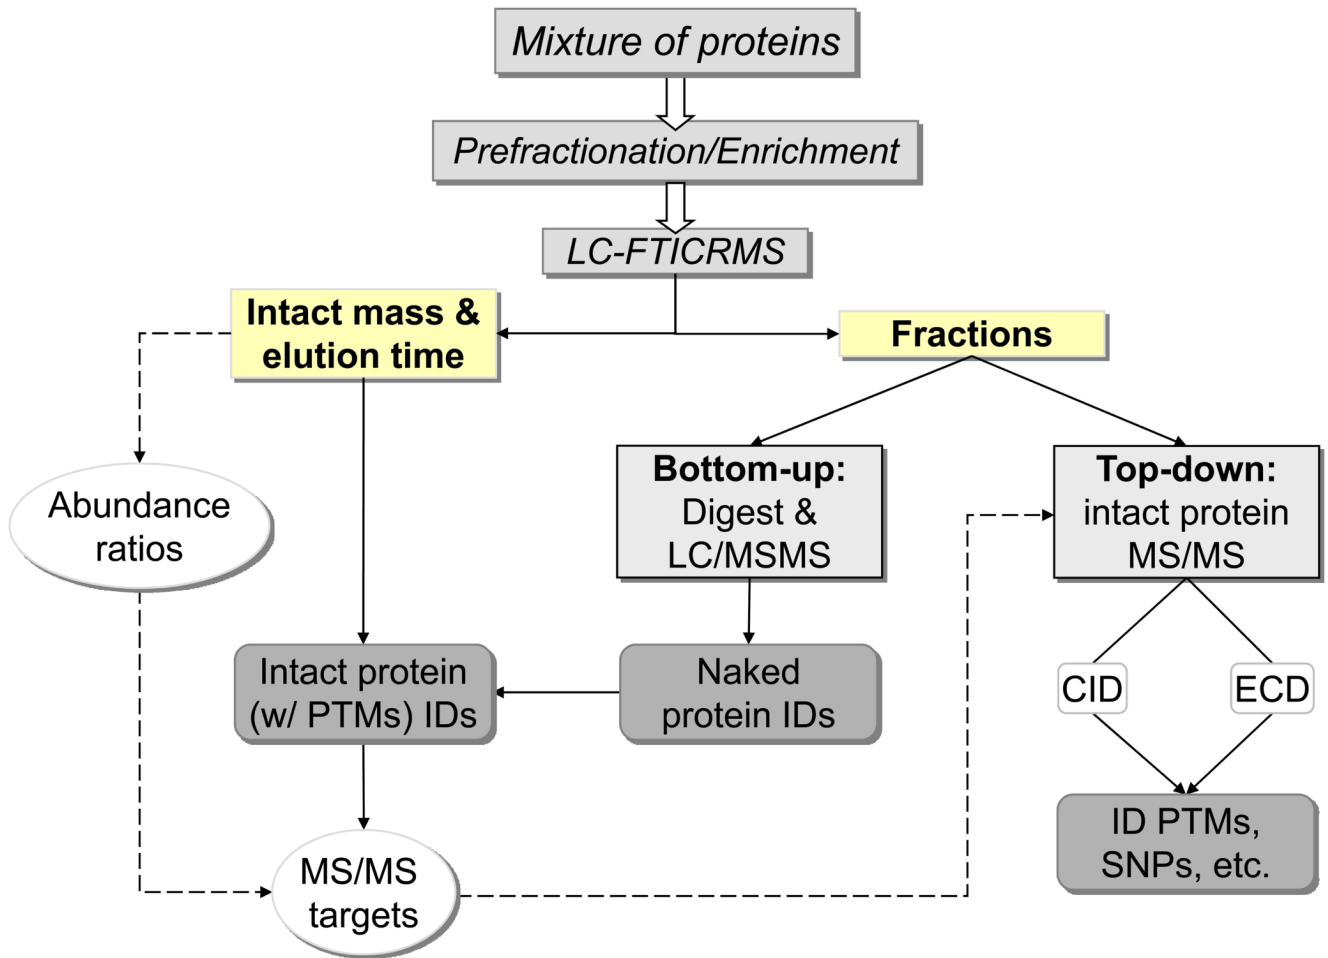 Mixture of proteins
Prefractionation/Enrichment
LC-FTICRMS
Intact mass &
elution time
Fractions
Abundance
ratios
Bottom-up:
Digest &
LC/MSMS
Top-down:
intact protein
MS/MS
Intact protein
(w/ PTMs) IDs
Naked
protein IDs
CID
ECD
MS/MS
targets
ID PTMs,
SNPs, etc.